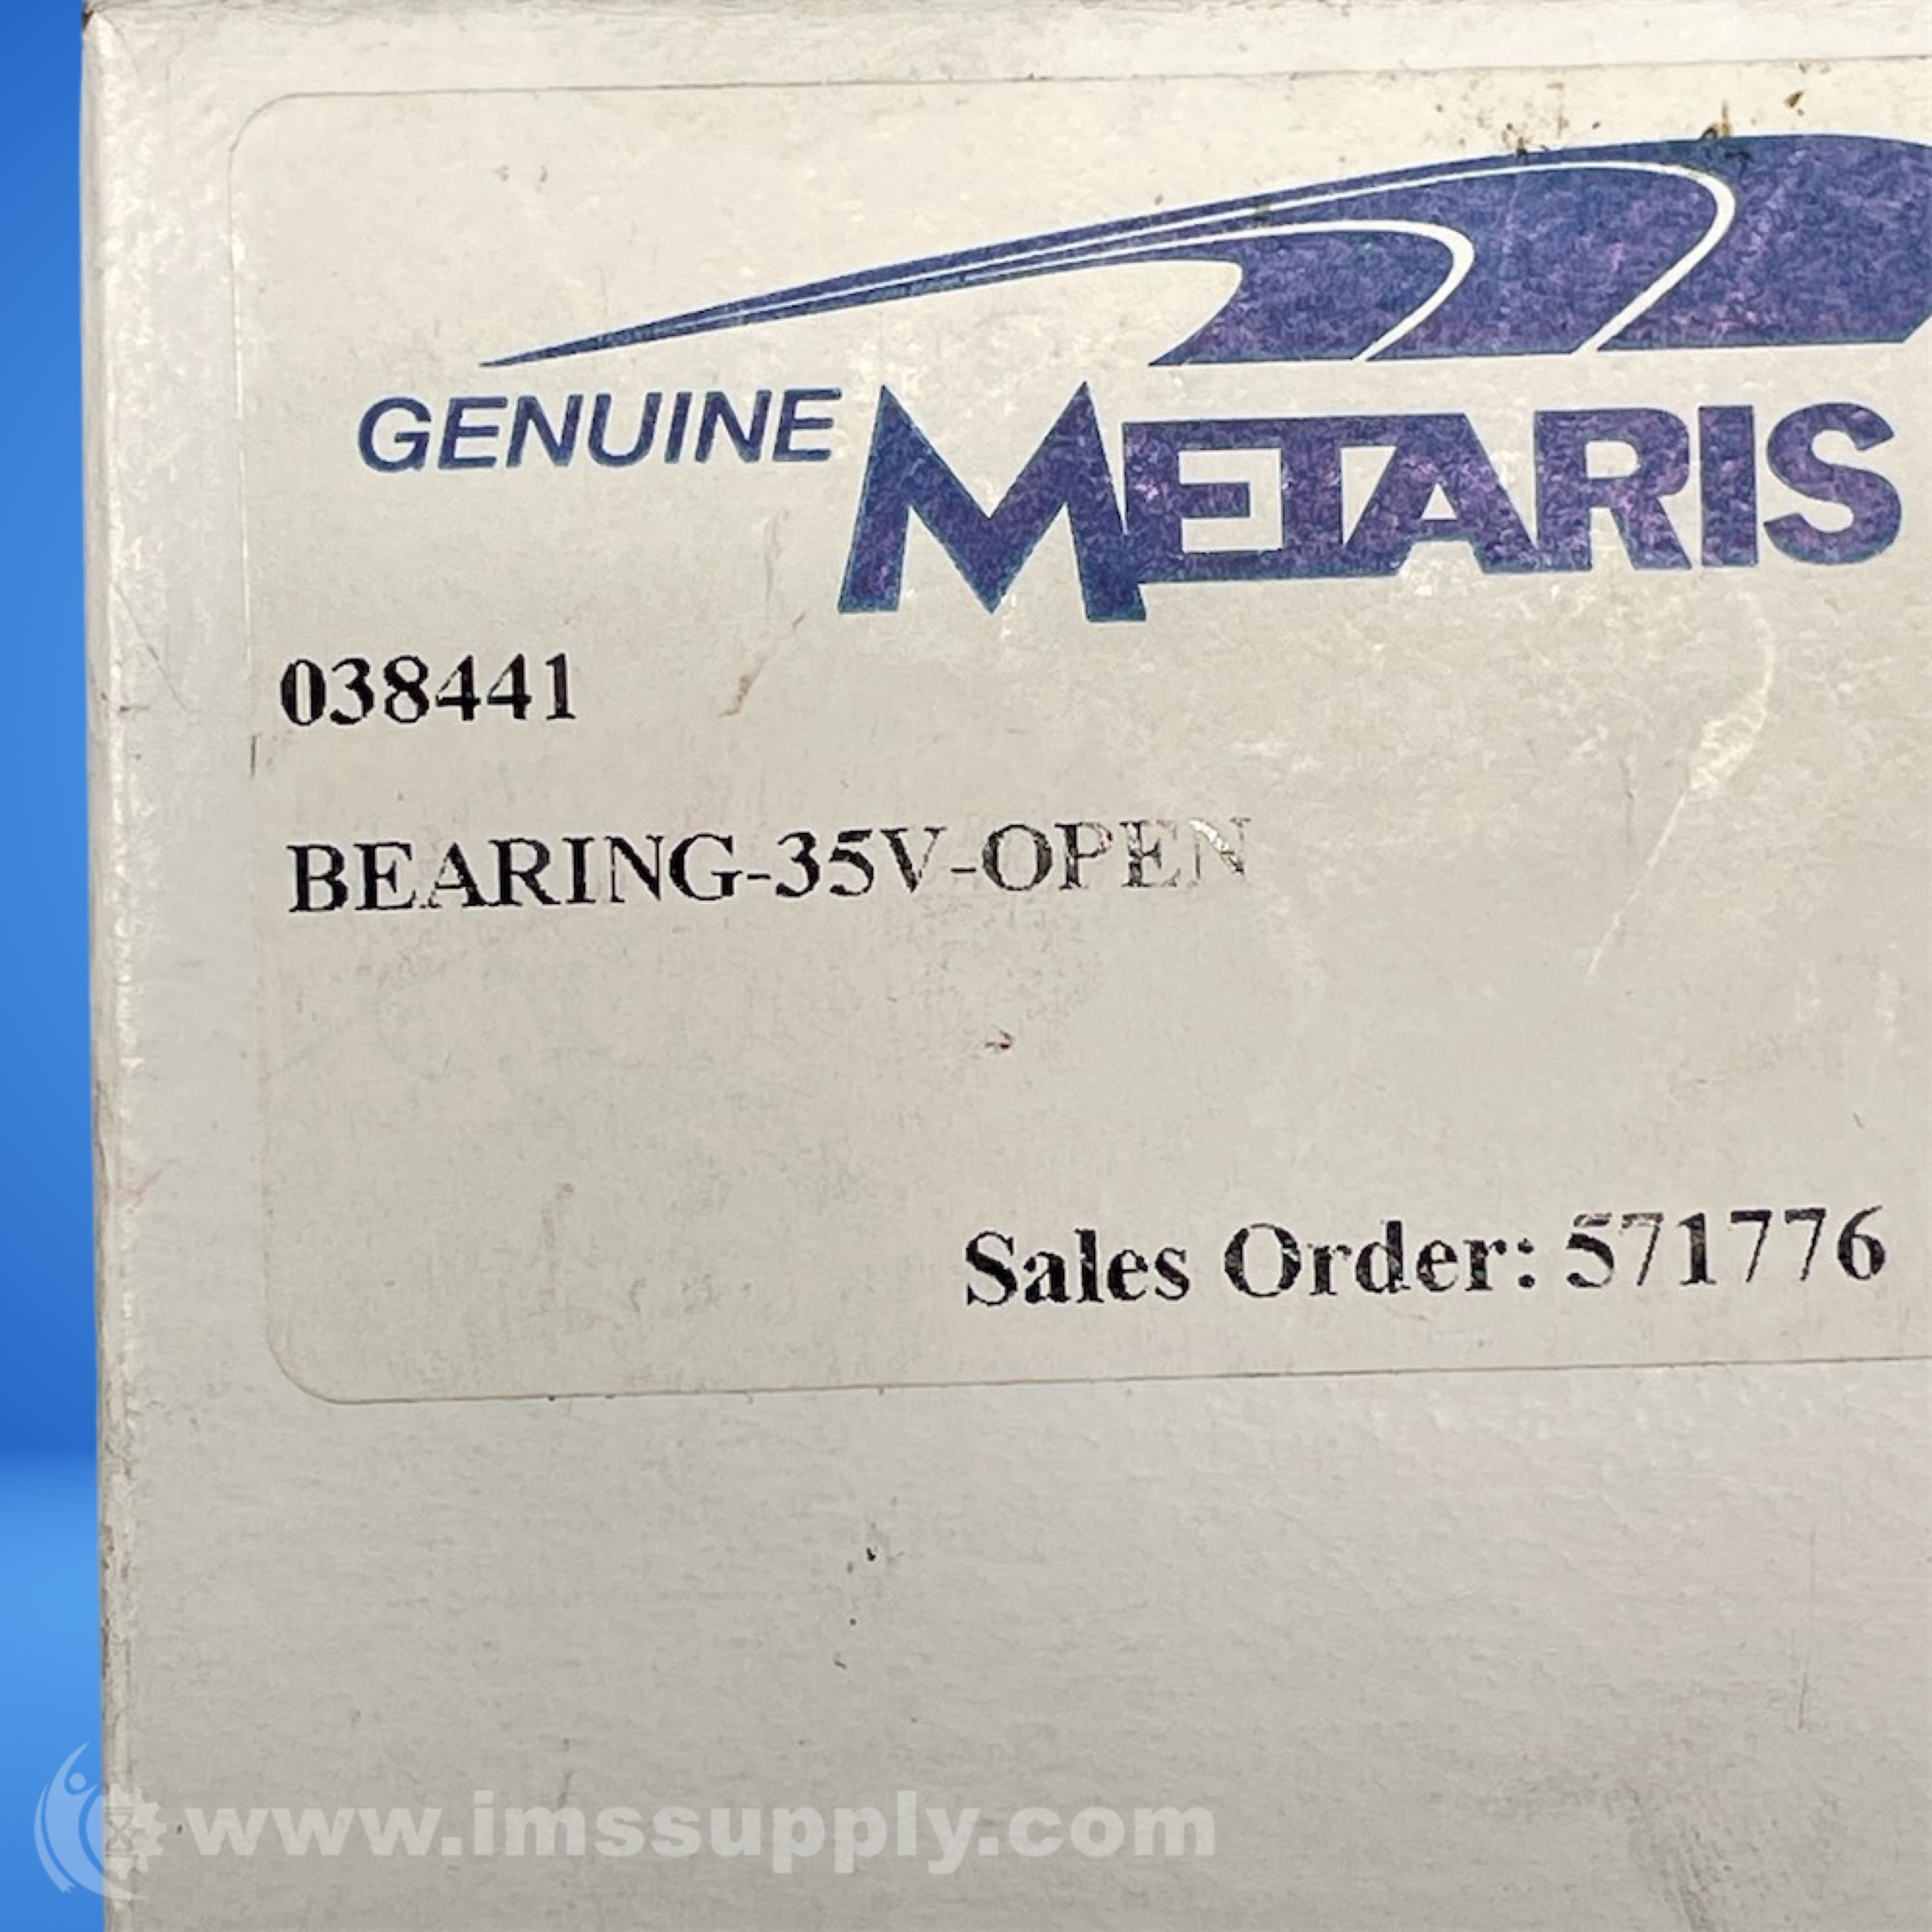 GENUINE METARIS
038441
BEARING-35V-OPEN
Sales Order: 571776
www.imssupply.com